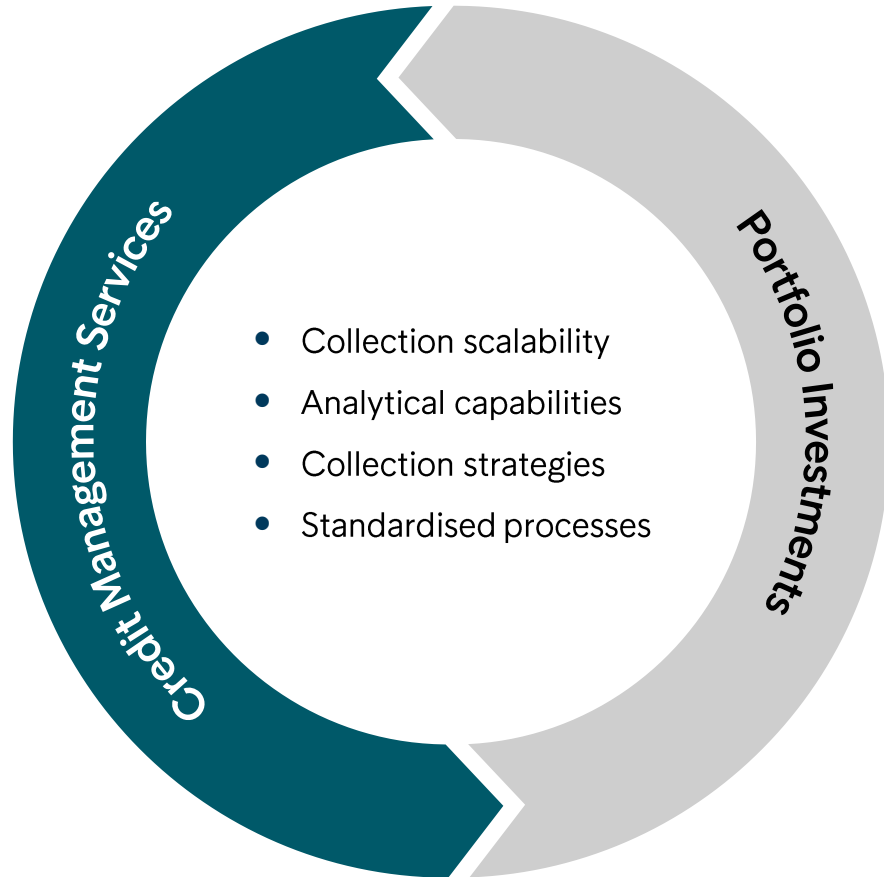 Credit Management Services
Portfolio Investments
• Collection scalability
• Analytical capabilities
• Collection strategies
• Standardised processes